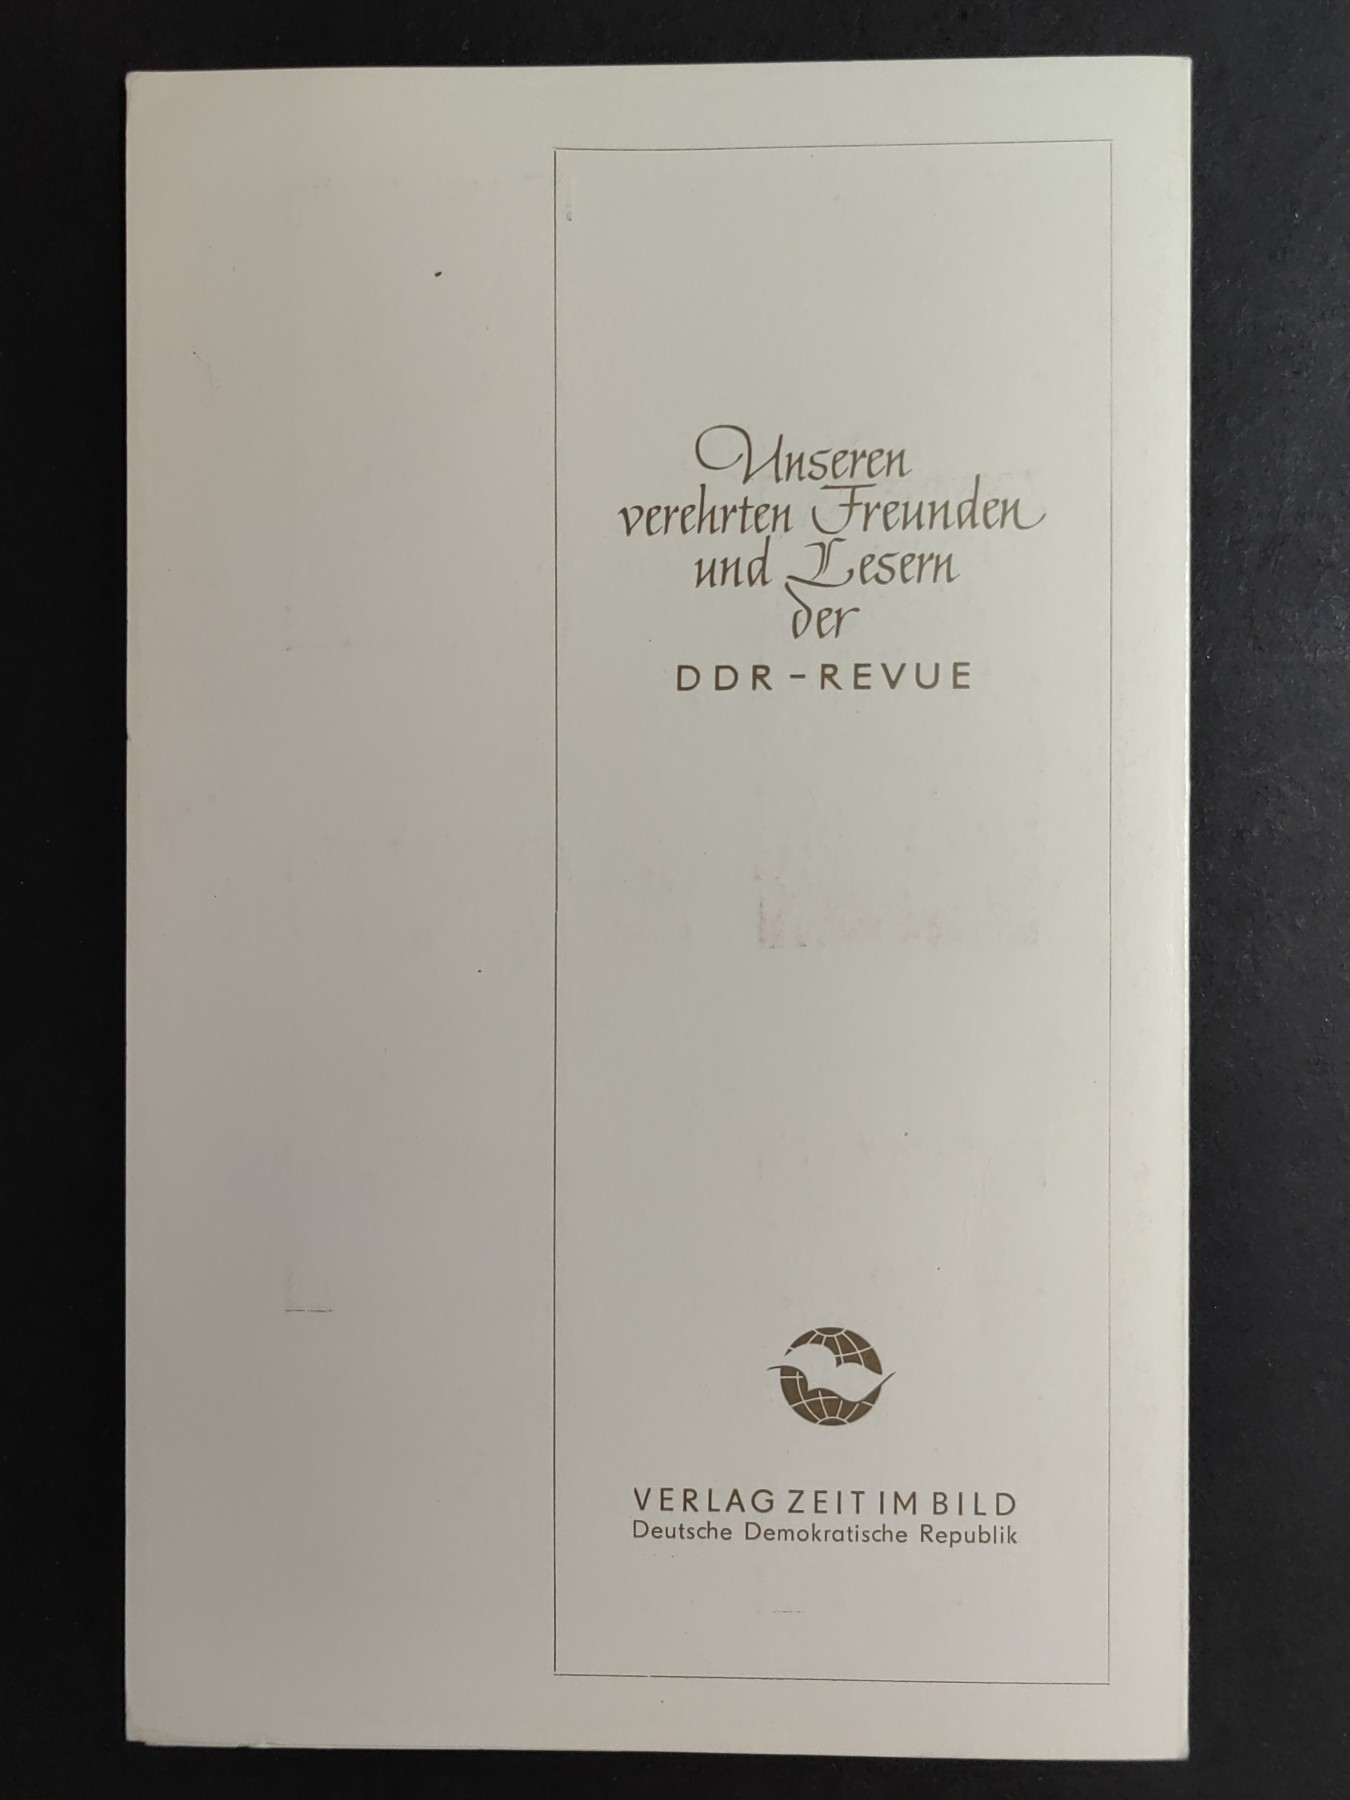 Unseren
verehrten Freunden
und Lesern
der
DDR-REVUE
VERLAG ZEIT IM BILD
Deutsche Demokratische Republik